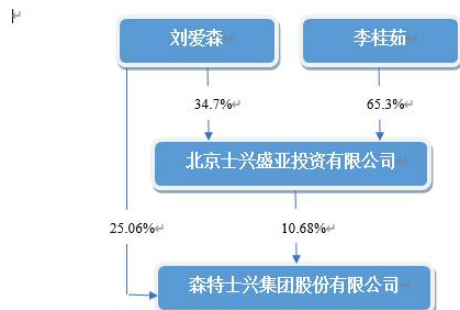 刘爱森 李桂茹
34.7% 65.3%
北京士兴盛亚投资有限公司
25.06% 10.68%
森特士兴集团股份有限公司